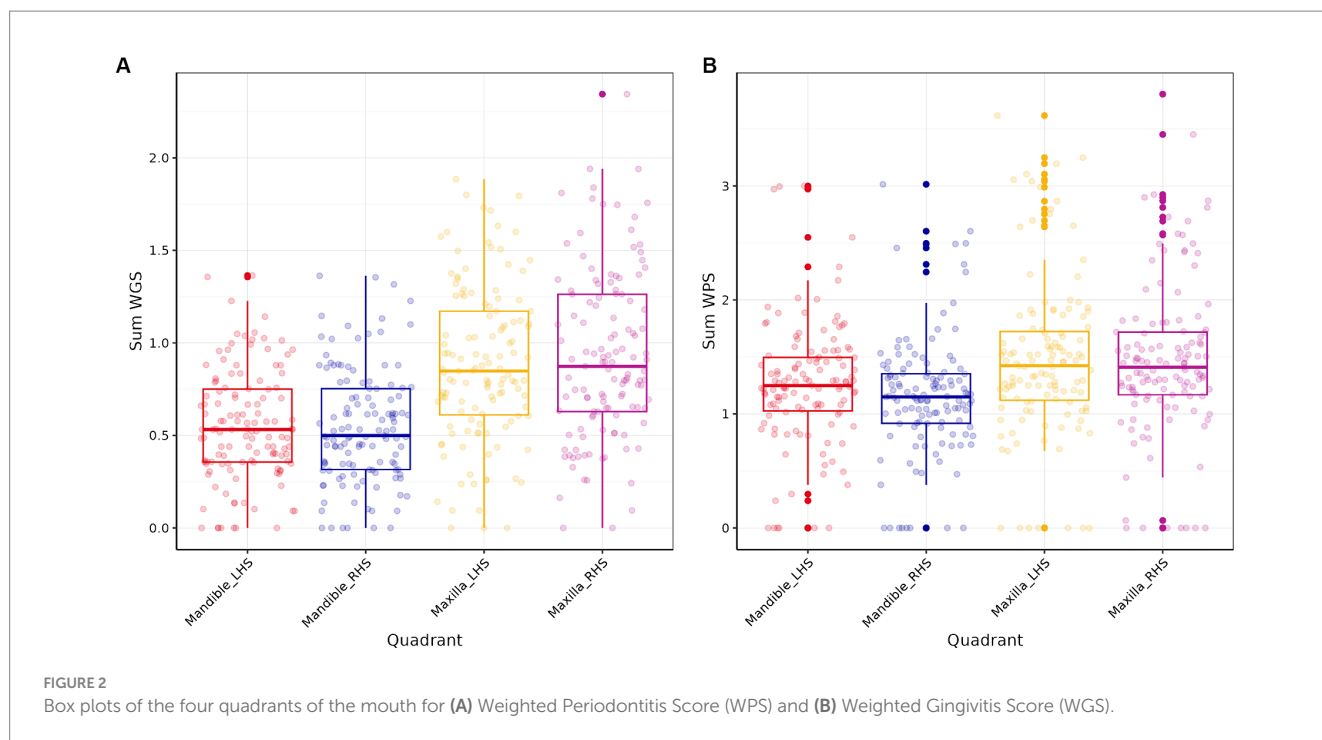 A
B
Sum WGS
2.0
1.5
1.0
0.5
0.0
Mandible_LHS
Mandible_RHS
Maxilla_LHS
Maxilla_RHS
Quadrant
Sum WPS
3
2
1
0
Mandible_LHS
Mandible_RHS
Maxilla_LHS
Maxilla_RHS
Quadrant
FIGURE 2
Box plots of the four quadrants of the mouth for (A) Weighted Periodontitis Score (WPS) and (B) Weighted Gingivitis Score (WGS).